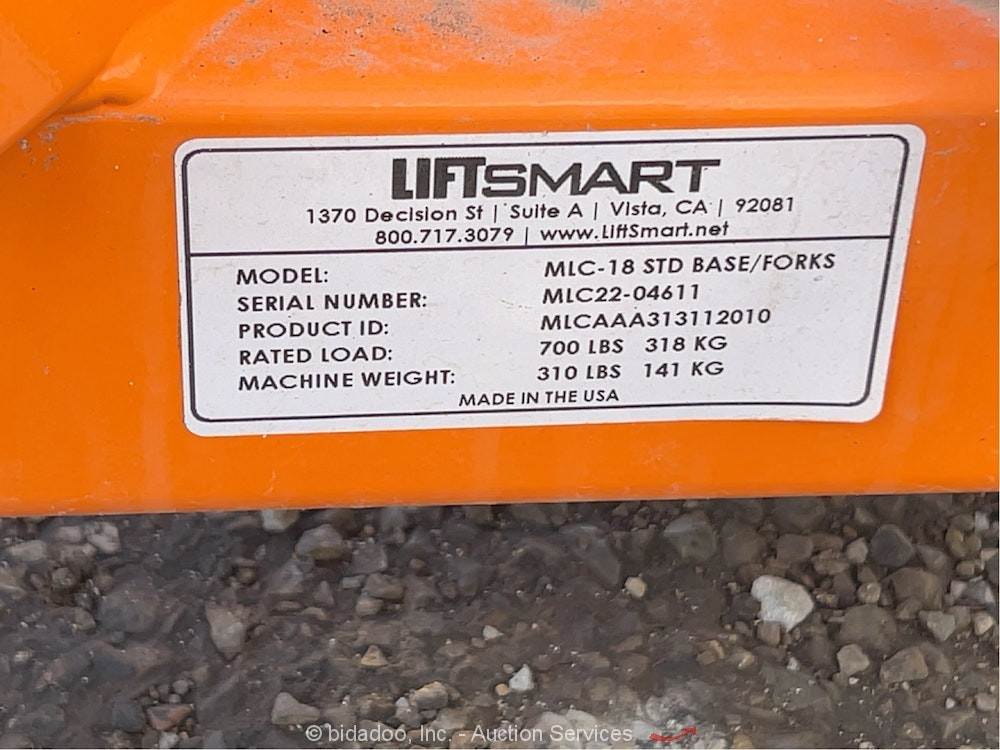 LIFTSMART
1370 Decision St | Suite A | Vista, CA | 92081
800.717.3079 | www.LiftSmart.net
MODEL: MLC-18 STD BASE/FORKS
SERIAL NUMBER: MLC22-04611
PRODUCT ID: MLCAAA313112010
RATED LOAD: 700 LBS 318 KG
MACHINE WEIGHT: 310 LBS 141 KG
MADE IN THE USA
© bidadoo, Inc. - Auction Services